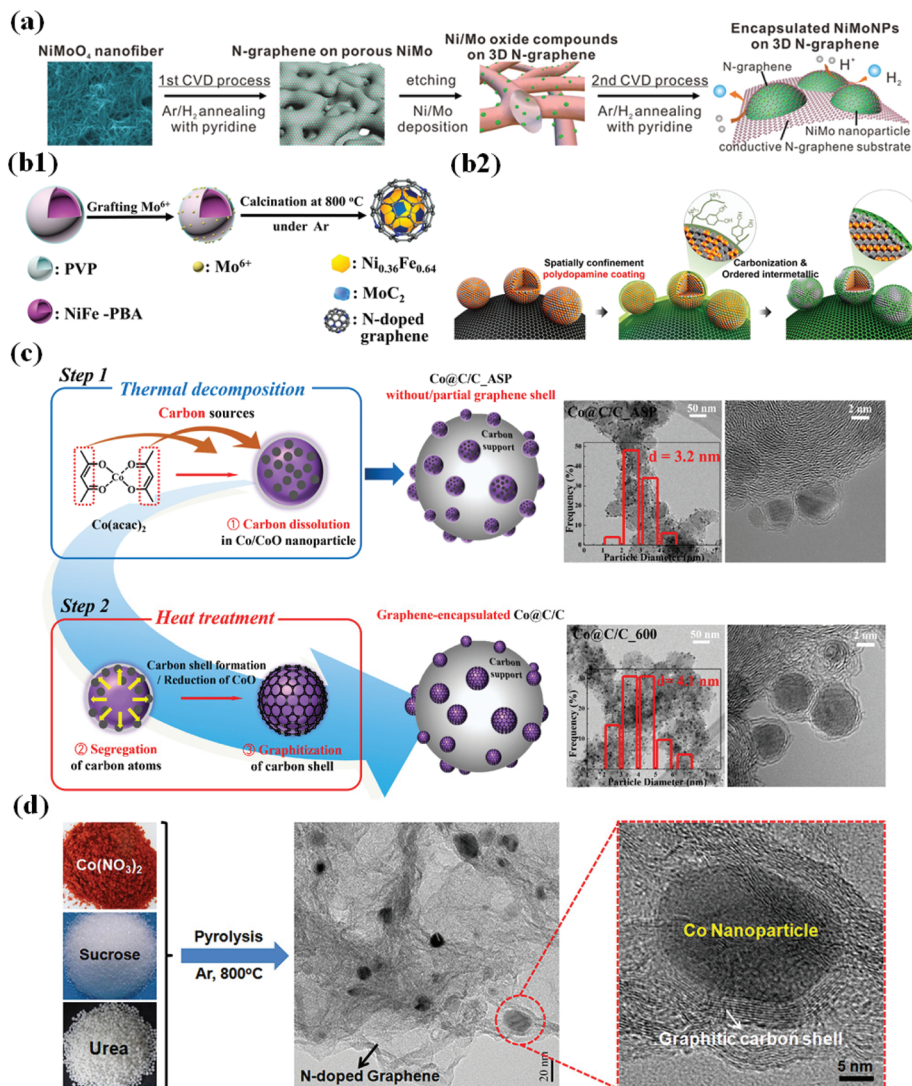 (a)
NiMoO₄ nanofiber
1st CVD process
Ar/H₂ annealing
with pyridine
N-graphene on porous NiMo
etching
Ni/Mo
deposition
Ni/Mo oxide compounds
on 3D N-graphene
2nd CVD process
Ar/H₂ annealing
with pyridine
Encapsulated NiMoNPs
on 3D N-graphene
N-graphene
H⁺
H₂
NiMo nanoparticle
conductive N-graphene substrate
(b1)
Grafting Mo⁶⁺
Calcination at 800 °C
under Ar
: PVP
: Mo⁶⁺
: Ni₀.₃₆Fe₀.₆₄
: MoC₂
: NiFe -PBA
: N-doped
graphene
(b2)
Spatially confinement
polydopamine coating
Carbonization &
Ordered intermetallic
(c)
Step 1
Thermal decomposition
Carbon sources
Co(acac)₂
① Carbon dissolution
in Co/CoO nanoparticle
Co@C/C_ASP
without/partial graphene shell
Carbon
support
Co@C/C_ASP
50 nm
d = 3.2 nm
Frequency (%)
Particle Diameter (nm)
2 nm
Step 2
Heat treatment
Carbon shell formation
/ Reduction of CoO
② Segregation
of carbon atoms
③ Graphitization
of carbon shell
Graphene-encapsulated Co@C/C
Carbon
support
Co@C/C_600
50 nm
Frequency (%)
Particle Diameter (nm)
2 nm
(d)
Co(NO₃)₂
Sucrose
Urea
Pyrolysis
Ar, 800°C
N-doped Graphene
20 nm
Co Nanoparticle
Graphitic carbon shell
5 nm